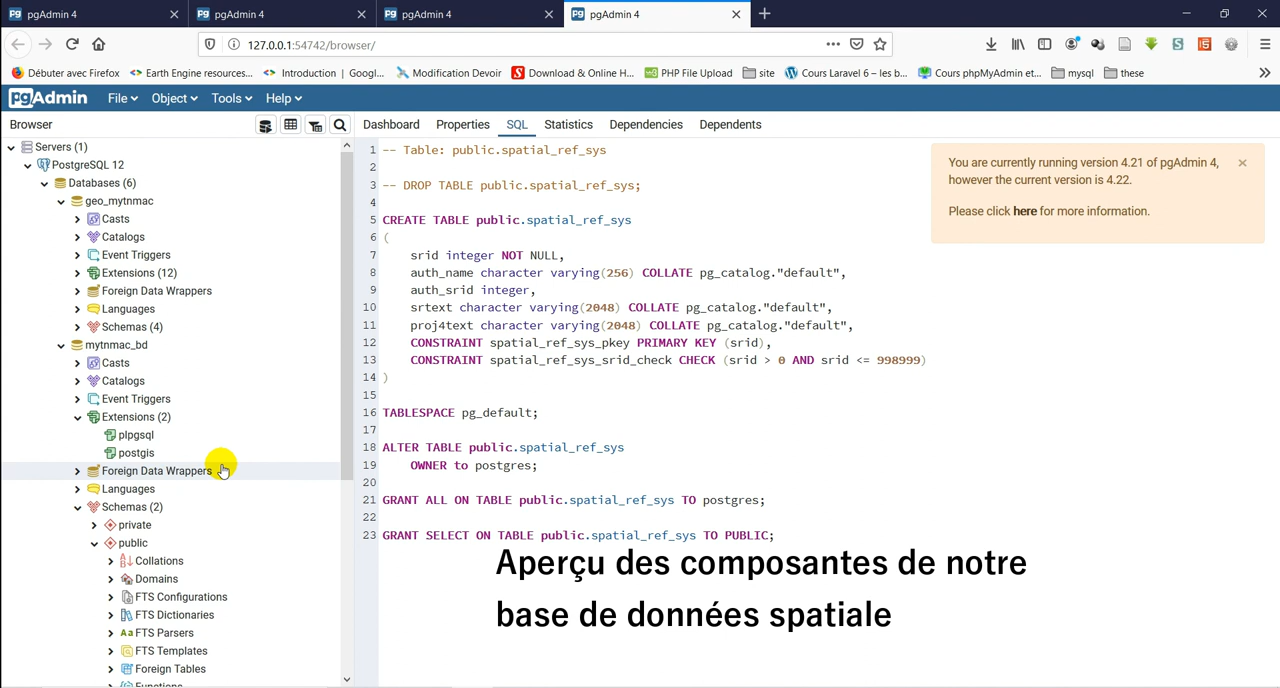 pgAdmin 4
pgAdmin 4
pgAdmin 4
pgAdmin 4
127.0.0.1:54742/browser/
Débuter avec Firefox
Earth Engine resources...
Introduction | Googl...
Modification Devoir
Download & Online H...
PHP File Upload
site
Cours Laravel 6 – les b...
Cours phpMyAdmin et...
mysql
these
pgAdmin File Object Tools Help
Browser
Dashboard Properties SQL Statistics Dependencies Dependents
Servers (1)
PostgreSQL 12
Databases (6)
geo_mytnmac
Casts
Catalogs
Event Triggers
Extensions (12)
Foreign Data Wrappers
Languages
Schemas (4)
mytnmac_bd
Casts
Catalogs
Event Triggers
Extensions (2)
plpgsql
postgis
Foreign Data Wrappers
Languages
Schemas (2)
private
public
Collations
Domains
FTS Configurations
FTS Dictionaries
FTS Parsers
FTS Templates
Foreign Tables
Functions
1 -- Table: public.spatial_ref_sys
2
3 -- DROP TABLE public.spatial_ref_sys;
4
5 CREATE TABLE public.spatial_ref_sys
6 (
7 srid integer NOT NULL,
8 auth_name character varying(256) COLLATE pg_catalog."default",
9 auth_srid integer,
10 srtext character varying(2048) COLLATE pg_catalog."default",
11 proj4text character varying(2048) COLLATE pg_catalog."default",
12 CONSTRAINT spatial_ref_sys_pkey PRIMARY KEY (srid),
13 CONSTRAINT spatial_ref_sys_srid_check CHECK (srid > 0 AND srid <= 998999)
14 )
15
16 TABLESPACE pg_default;
17
18 ALTER TABLE public.spatial_ref_sys
19 OWNER to postgres;
20
21 GRANT ALL ON TABLE public.spatial_ref_sys TO postgres;
22
23 GRANT SELECT ON TABLE public.spatial_ref_sys TO PUBLIC;
You are currently running version 4.21 of pgAdmin 4,
however the current version is 4.22.
Please click here for more information.
Aperçu des composantes de notre
base de données spatiale